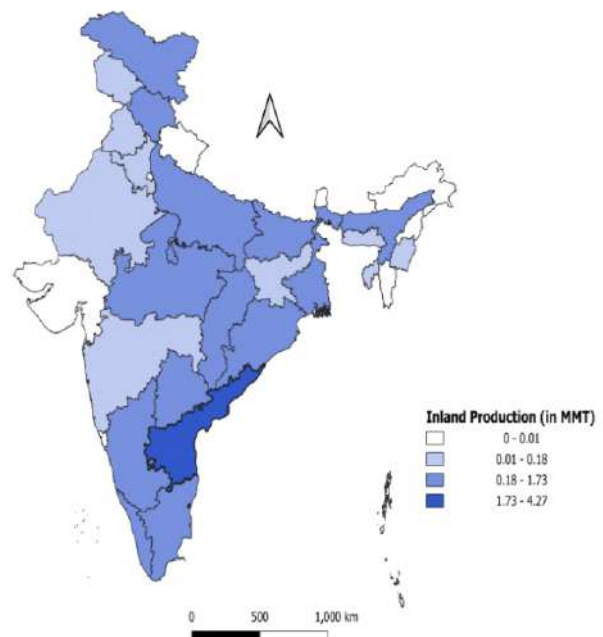 Inland Production (in MMT)
0 - 0.01
0.01 - 0.18
0.18 - 1.73
1.73 - 4.27
0 500 1,000 km